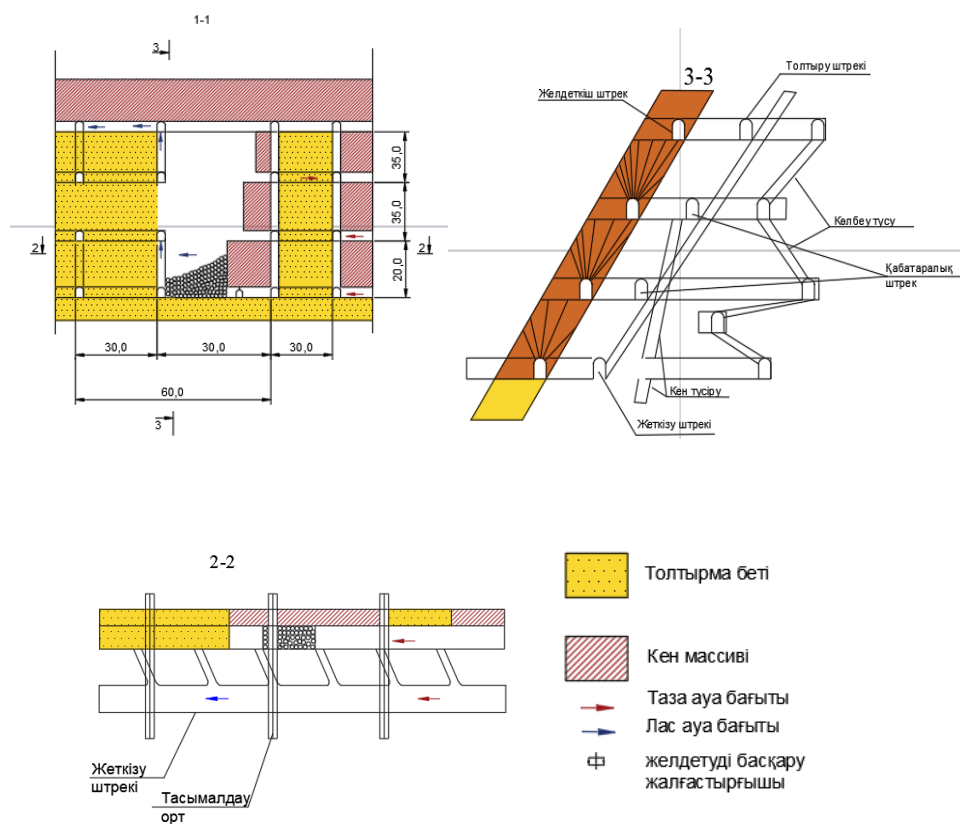 1-1
3
35,0
35,0
20,0
2
2
30,0
30,0
30,0
60,0
3
3-3
Толтыру штрекі
Желдеткіш штрек
Көлбеу түсу
Қабатаралық
штрек
Кен түсіру
Жеткізу штрекі
2-2
Жеткізу
штрекі
Тасымалдау
орт
Толтырма беті
Кен массиві
Таза ауа бағыты
Лас ауа бағыты
желдетуді басқару
жалғастырғышы